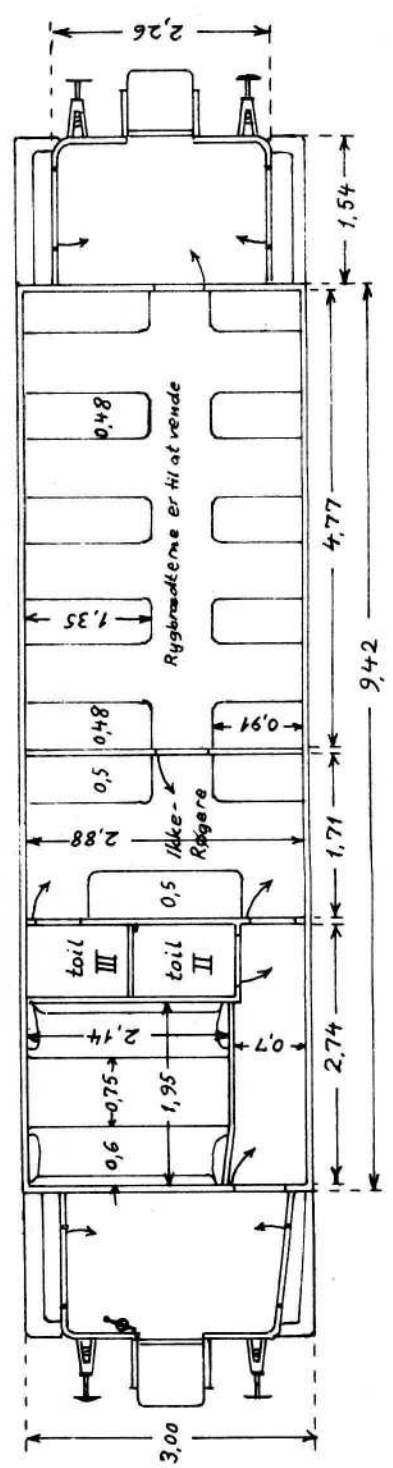 2,26
1,54
0,48
Rygbrædterne er til at vende
1,35
4,77
9,42
0,48
0,91
0,5
Ikke-
Røgere
2,88
1,71
0,5
toil
III
toil
II
2,14
0,75
1,95
0,6
0,7
2,74
3,00